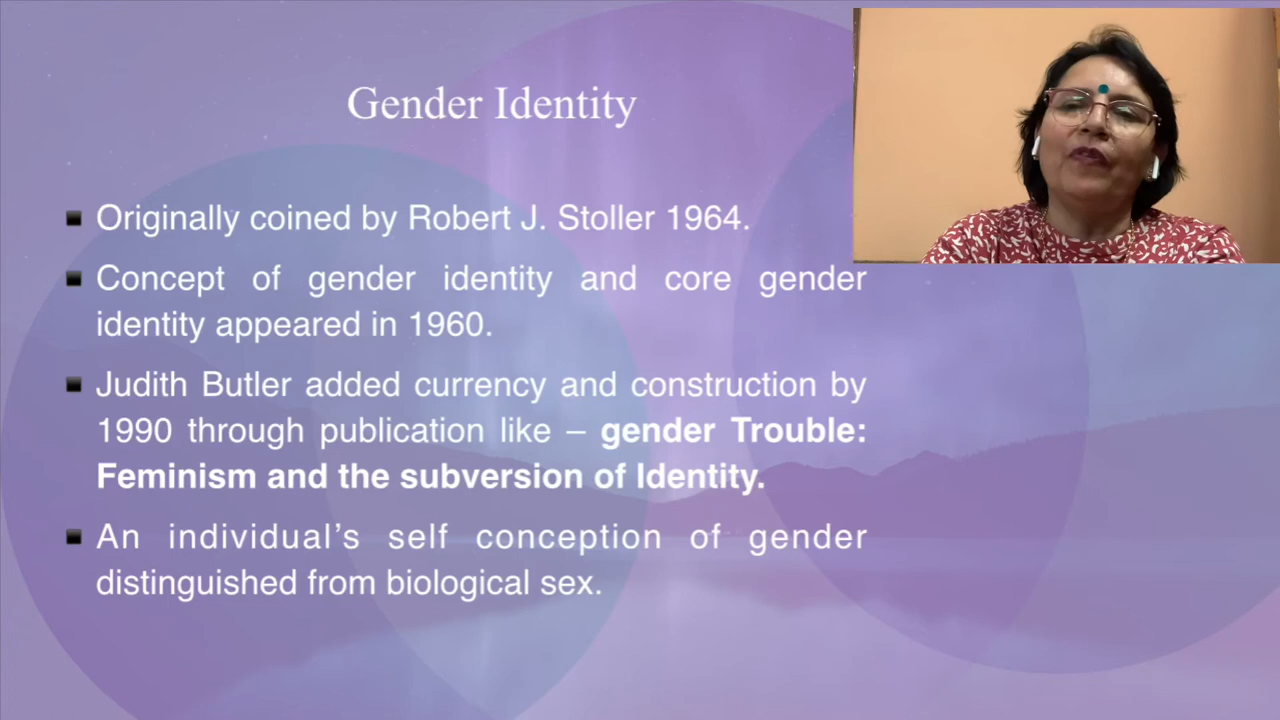 Gender Identity
Originally coined by Robert J. Stoller 1964.
Concept of gender identity and core gender
identity appeared in 1960.
Judith Butler added currency and construction by
1990 through publication like – gender Trouble:
Feminism and the subversion of Identity.
An individual’s self conception of gender
distinguished from biological sex.